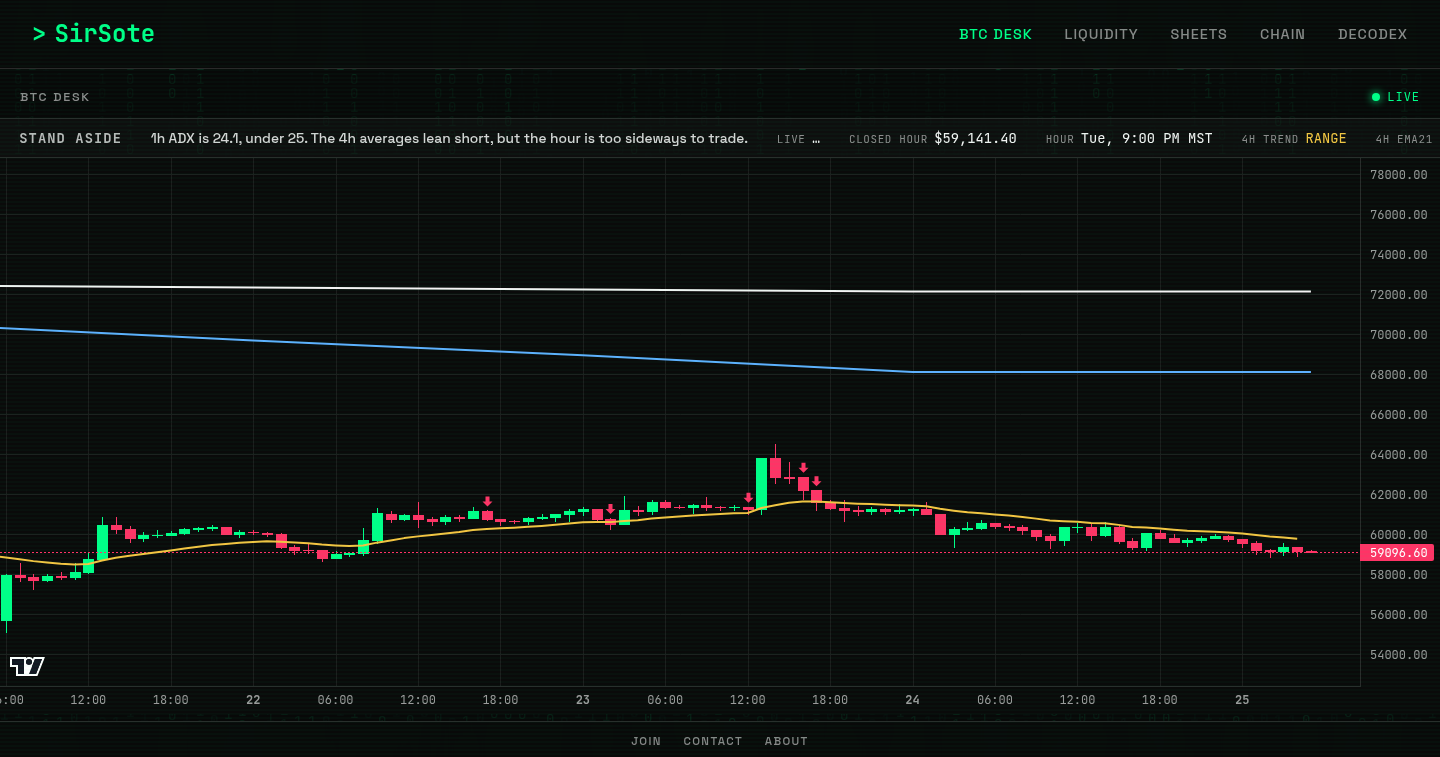 > SirSote
BTC DESK LIQUIDITY SHEETS CHAIN DECODEX
BTC DESK
LIVE
STAND ASIDE 1h ADX is 24.1, under 25. The 4h averages lean short, but the hour is too sideways to trade. LIVE … CLOSED HOUR $59,141.40 HOUR Tue, 9:00 PM MST 4H TREND RANGE 4H EMA21
78000.00
76000.00
74000.00
72000.00
70000.00
68000.00
66000.00
64000.00
62000.00
60000.00
59096.60
58000.00
56000.00
54000.00
:00 12:00 18:00 22 06:00 12:00 18:00 23 06:00 12:00 18:00 24 06:00 12:00 18:00 25
JOIN CONTACT ABOUT